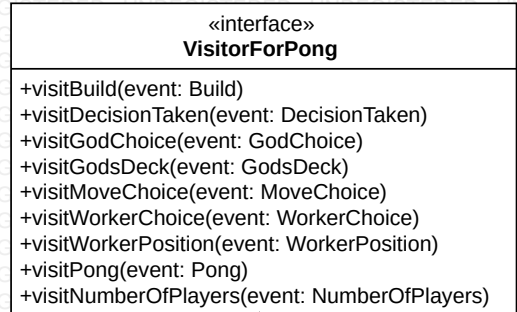 «interface»
VisitorForPong
+visitBuild(event: Build)
+visitDecisionTaken(event: DecisionTaken)
+visitGodChoice(event: GodChoice)
+visitGodsDeck(event: GodsDeck)
+visitMoveChoice(event: MoveChoice)
+visitWorkerChoice(event: WorkerChoice)
+visitWorkerPosition(event: WorkerPosition)
+visitPong(event: Pong)
+visitNumberOfPlayers(event: NumberOfPlayers)